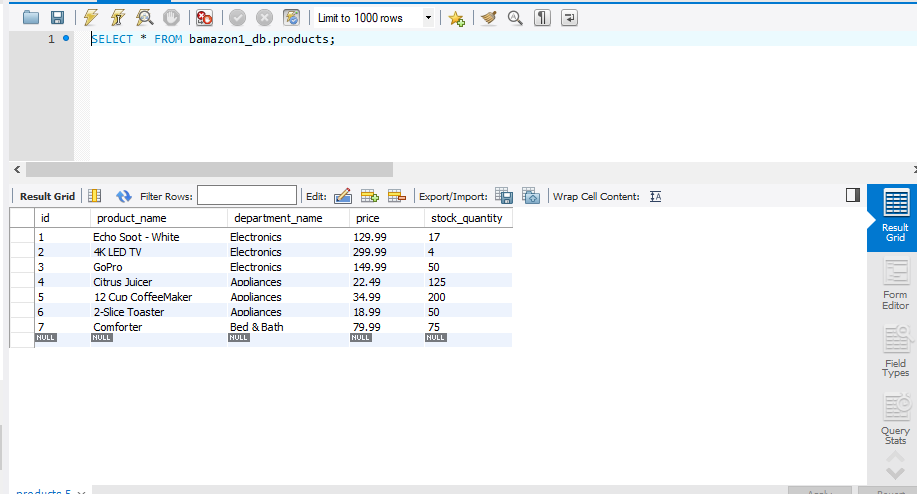 Limit to 1000 rows
1 SELECT * FROM bamazon1_db.products;
Result Grid Filter Rows: Edit: Export/Import: Wrap Cell Content:
id product_name department_name price stock_quantity
1 Echo Spot - White Electronics 129.99 17
2 4K LED TV Electronics 299.99 4
3 GoPro Electronics 149.99 50
4 Citrus Juicer Appliances 22.49 125
5 12 Cup CoffeeMaker Appliances 34.99 200
6 2-Slice Toaster Appliances 18.99 50
7 Comforter Bed & Bath 79.99 75
NULL NULL NULL NULL NULL
Result
Grid
Form
Editor
Field
Types
Query
Stats
products 5
Apply Revert